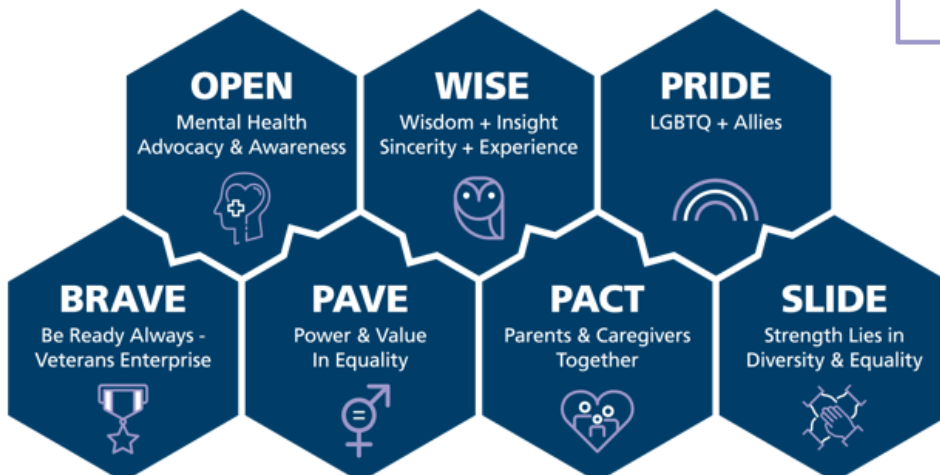 OPEN
Mental Health
Advocacy & Awareness
WISE
Wisdom + Insight
Sincerity + Experience
PRIDE
LGBTQ + Allies
BRAVE
Be Ready Always -
Veterans Enterprise
PAVE
Power & Value
In Equality
PACT
Parents & Caregivers
Together
SLIDE
Strength Lies in
Diversity & Equality